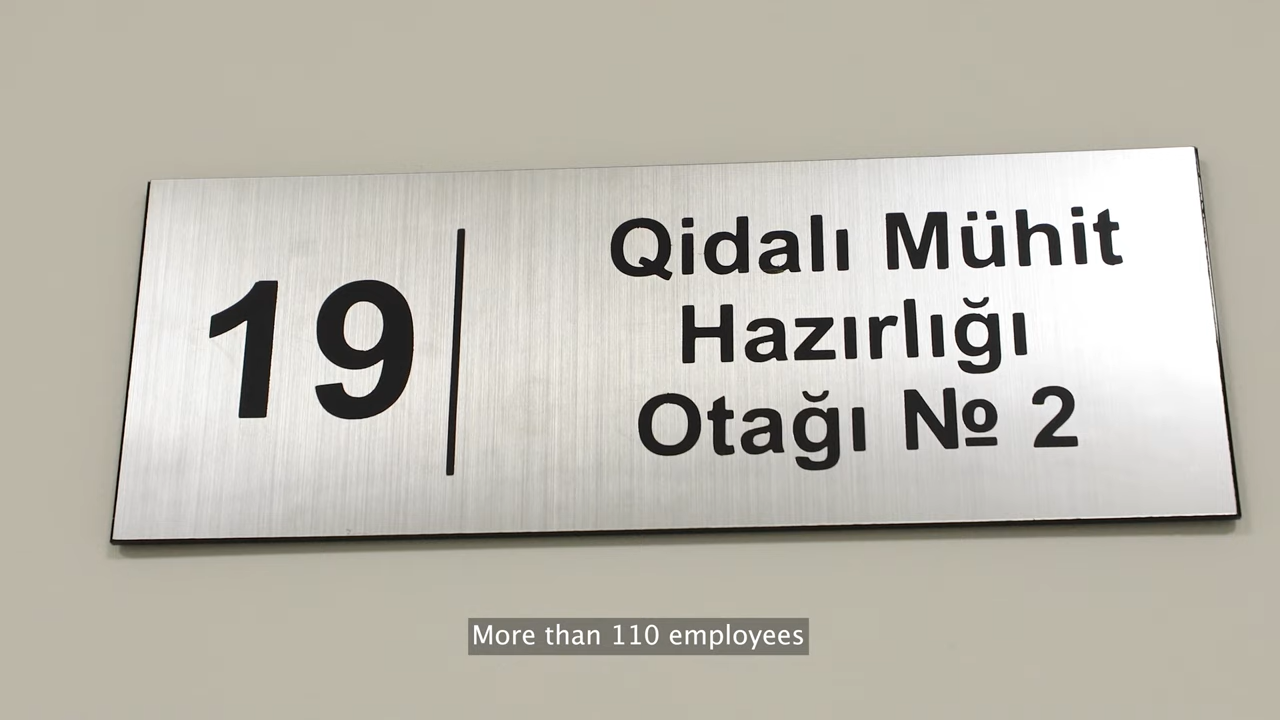 19
Qidalı Mühit
Hazırlığı
Otağı № 2
More than 110 employees